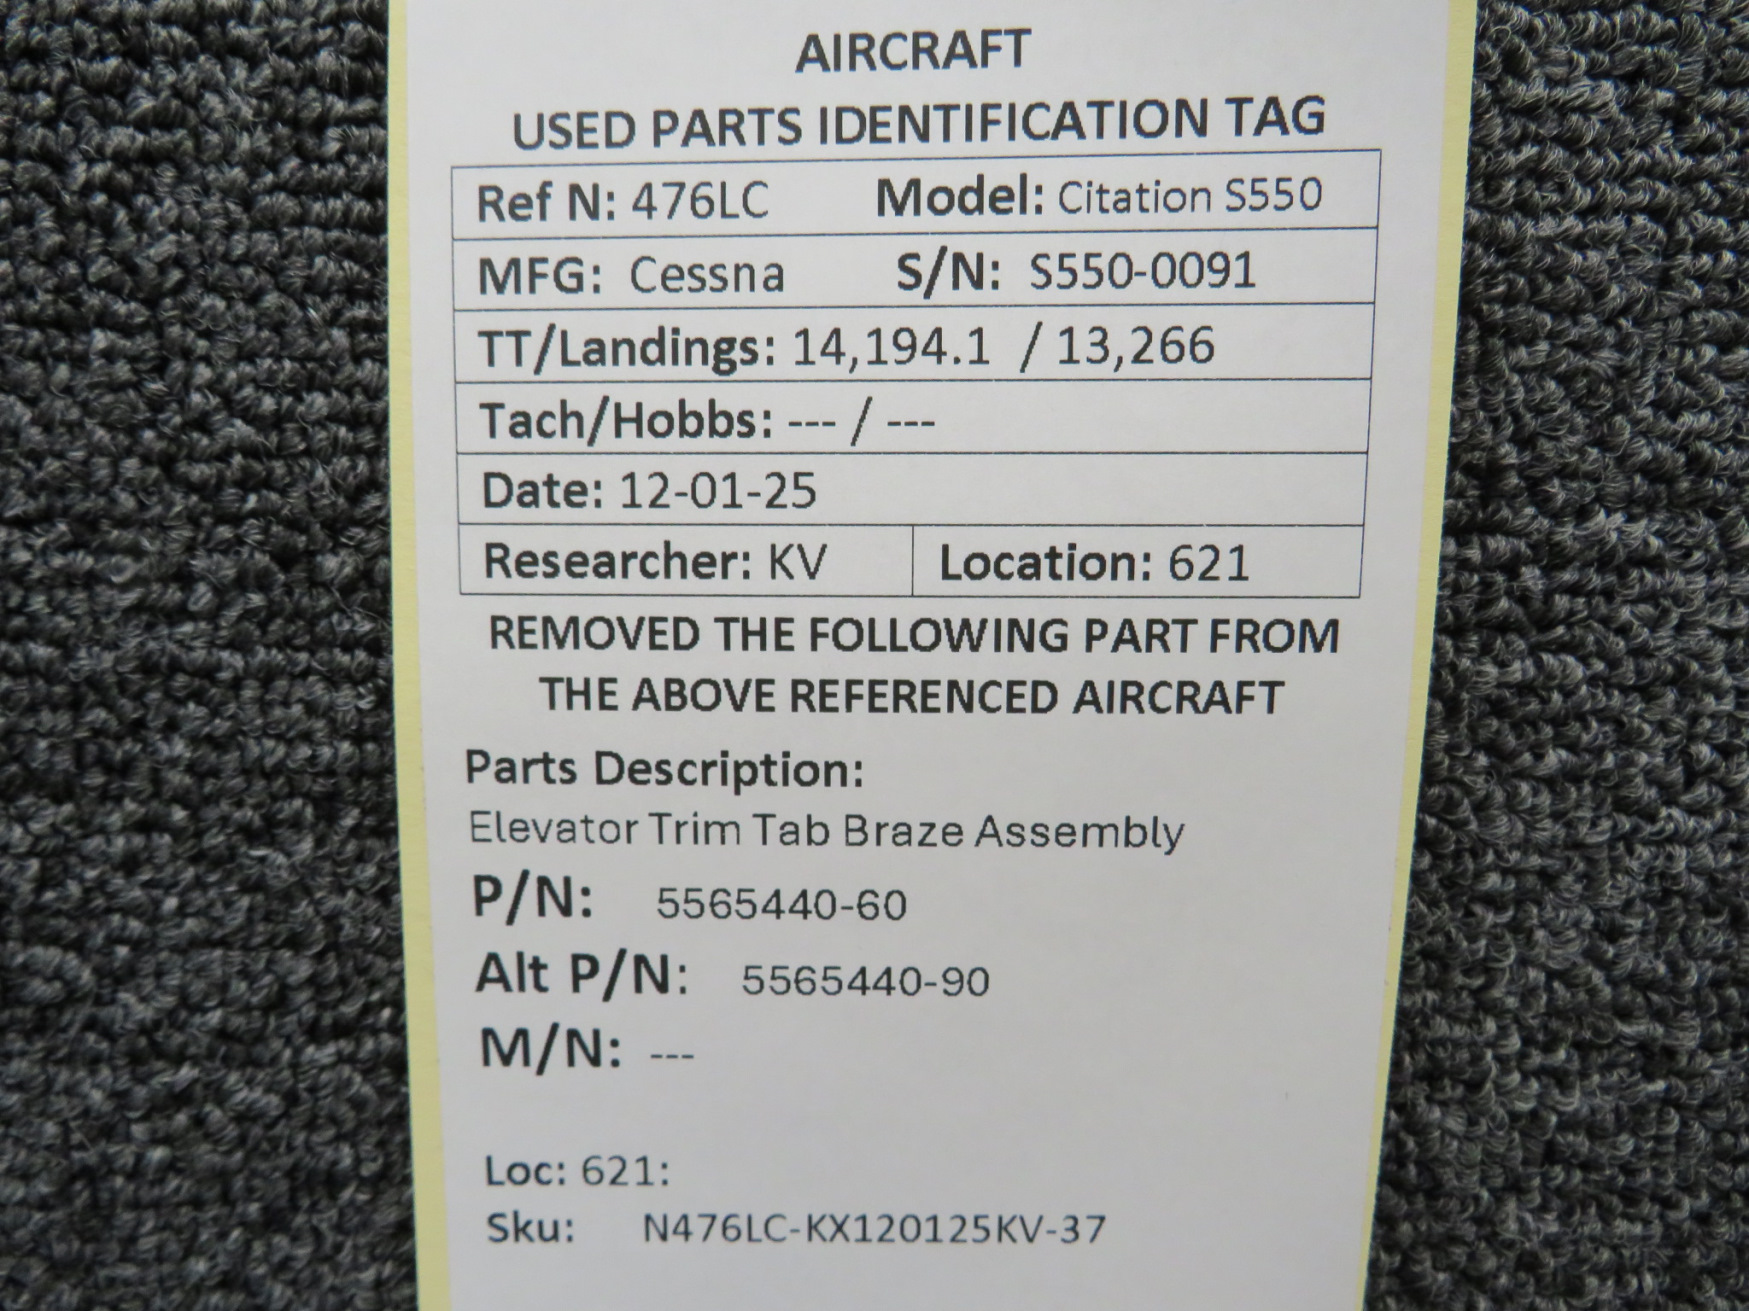 AIRCRAFT
USED PARTS IDENTIFICATION TAG
Ref N: 476LC Model: Citation S550
MFG: Cessna S/N: S550-0091
TT/Landings: 14,194.1 / 13,266
Tach/Hobbs: --- / ---
Date: 12-01-25
Researcher: KV Location: 621
REMOVED THE FOLLOWING PART FROM
THE ABOVE REFERENCED AIRCRAFT
Parts Description:
Elevator Trim Tab Braze Assembly
P/N: 5565440-60
Alt P/N: 5565440-90
M/N: ---
Loc: 621:
Sku: N476LC-KX120125KV-37